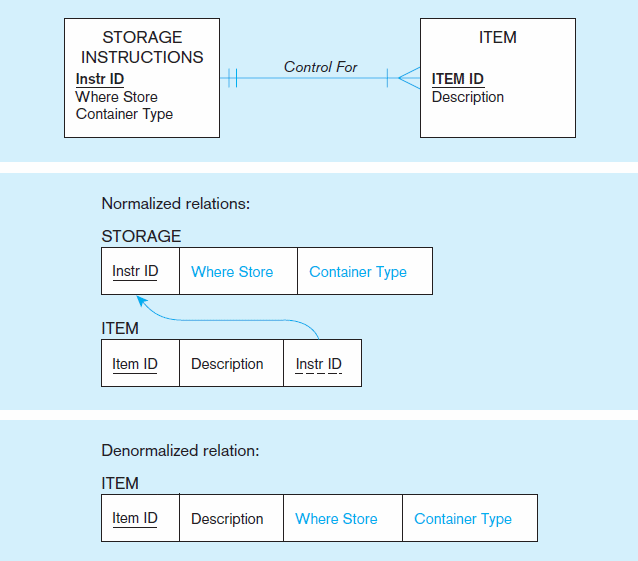 STORAGE
INSTRUCTIONS
Instr ID
Where Store
Container Type
Control For
ITEM
ITEM ID
Description
Normalized relations:
STORAGE
Instr ID Where Store Container Type
ITEM
Item ID Description Instr ID
Denormalized relation:
ITEM
Item ID Description Where Store Container Type